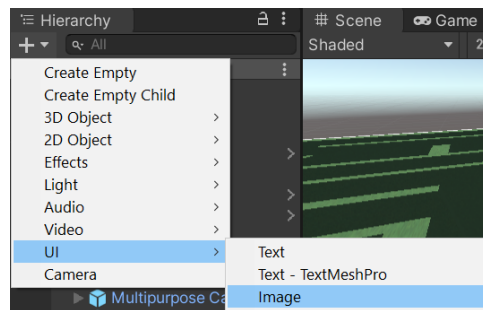 Hierarchy
# Scene
Game
All
Shaded
2
Create Empty
Create Empty Child
3D Object
2D Object
Effects
Light
Audio
Video
UI
Text
Camera
Text - TextMeshPro
Multipurpose Ca
Image